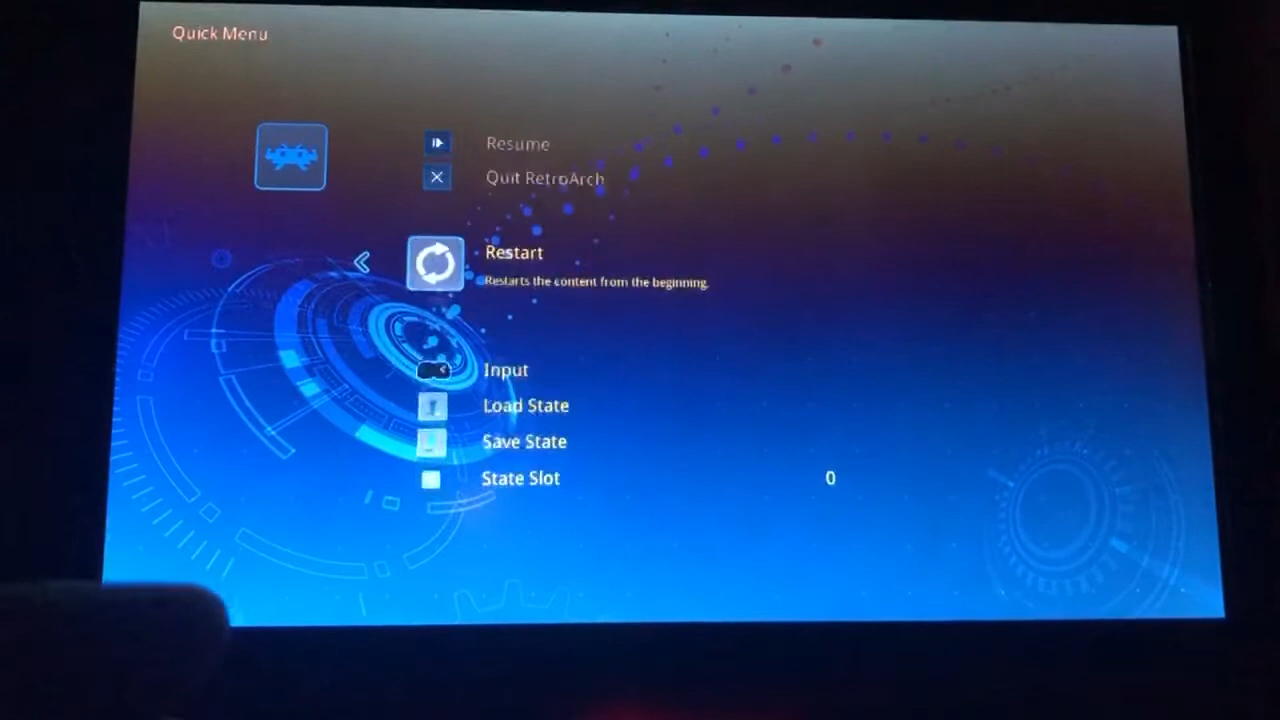 Quick Menu
Resume
Quit RetroArch
Restart
Restarts the content from the beginning.
Input
Load State
Save State
State Slot 0